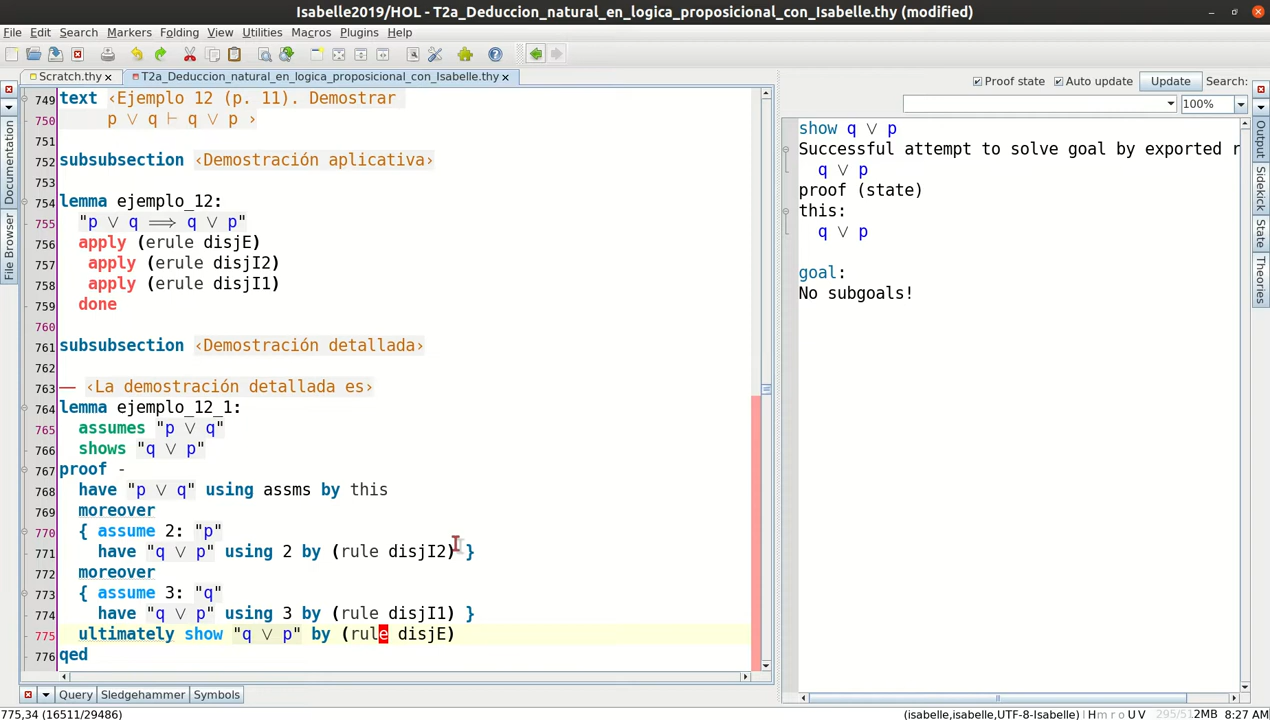 Isabelle2019/HOL - T2a_Deduccion_natural_en_logica_proposicional_con_Isabelle.thy (modified)
File Edit Search Markers Folding View Utilities Macros Plugins Help
Scratch.thy
T2a_Deduccion_natural_en_logica_proposicional_con_Isabelle.thy
Proof state
Auto update
Update
Search:
100%
Documentation
File Browser
749 text ‹Ejemplo 12 (p. 11). Demostrar
750 p ∨ q ⊢ q ∨ p ›
751
752 subsubsection ‹Demostración aplicativa›
753
754 lemma ejemplo_12:
755 "p ∨ q ⟹ q ∨ p"
756 apply (erule disjE)
757 apply (erule disjI2)
758 apply (erule disjI1)
759 done
760
761 subsubsection ‹Demostración detallada›
762
763 — ‹La demostración detallada es›
764 lemma ejemplo_12_1:
765 assumes "p ∨ q"
766 shows "q ∨ p"
767 proof -
768 have "p ∨ q" using assms by this
769 moreover
770 { assume 2: "p"
771 have "q ∨ p" using 2 by (rule disjI2) }
772 moreover
773 { assume 3: "q"
774 have "q ∨ p" using 3 by (rule disjI1) }
775 ultimately show "q ∨ p" by (rule disjE)
776 qed
show q ∨ p
Successful attempt to solve goal by exported r
q ∨ p
proof (state)
this:
q ∨ p
goal:
No subgoals!
Output
Sidekick
State
Theories
Query Sledgehammer Symbols
775,34 (16511/29486)
(isabelle,isabelle,UTF-8-Isabelle) | H m r o U V 295/512MB 8:27 AM